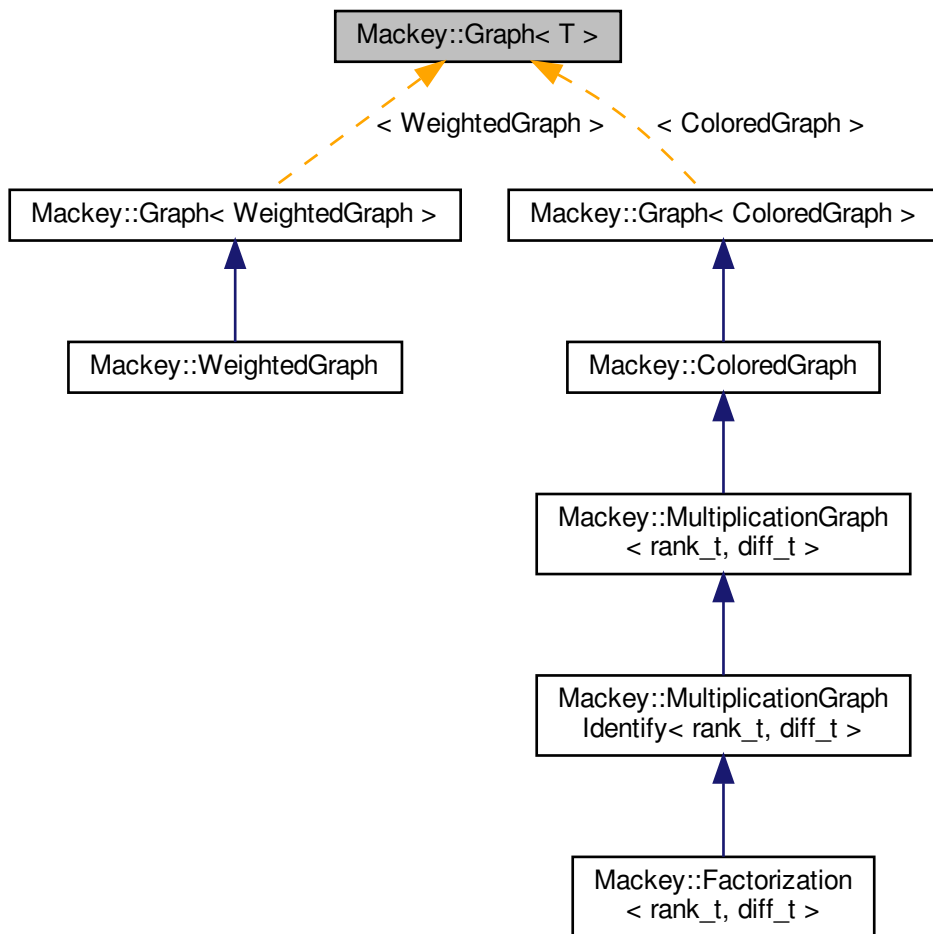 Mackey::Graph< T >
< WeightedGraph >
< ColoredGraph >
Mackey::Graph< WeightedGraph >
Mackey::Graph< ColoredGraph >
Mackey::WeightedGraph
Mackey::ColoredGraph
Mackey::MultiplicationGraph
< rank_t, diff_t >
Mackey::MultiplicationGraph
Identify< rank_t, diff_t >
Mackey::Factorization
< rank_t, diff_t >